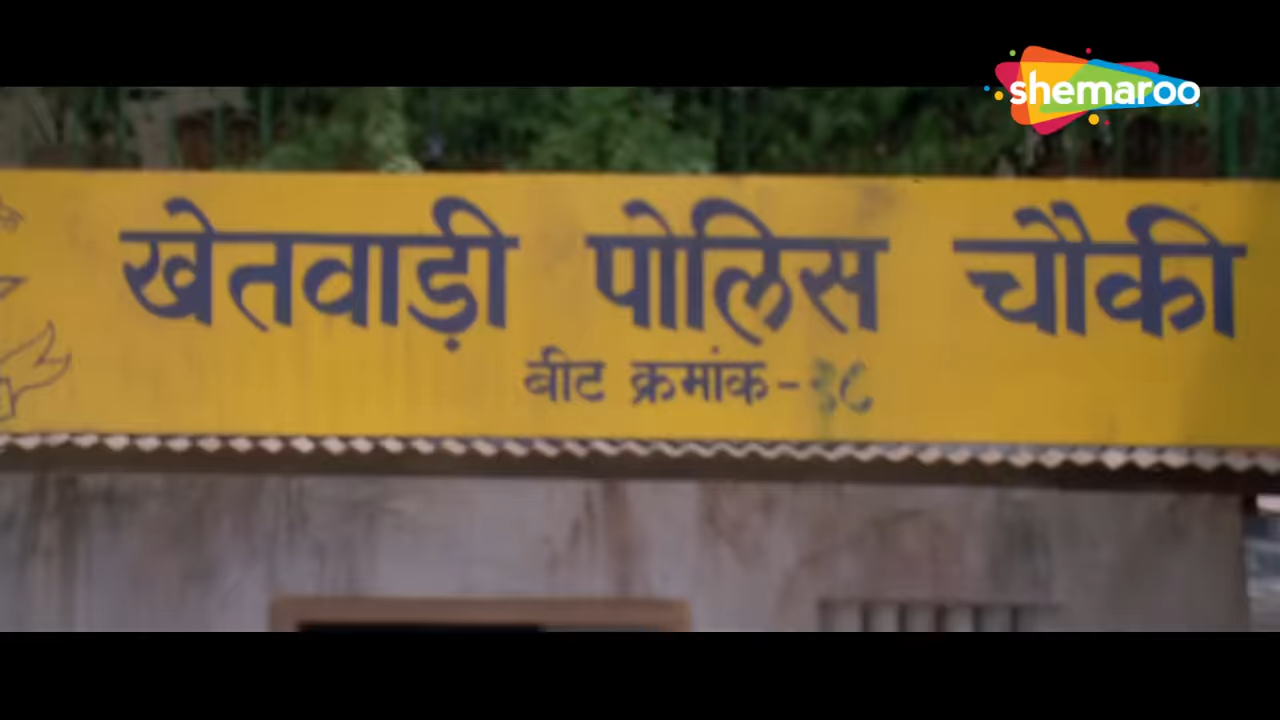 shemaroo
खेतवाड़ी पोलिस चौकी
बीट क्रमांक-